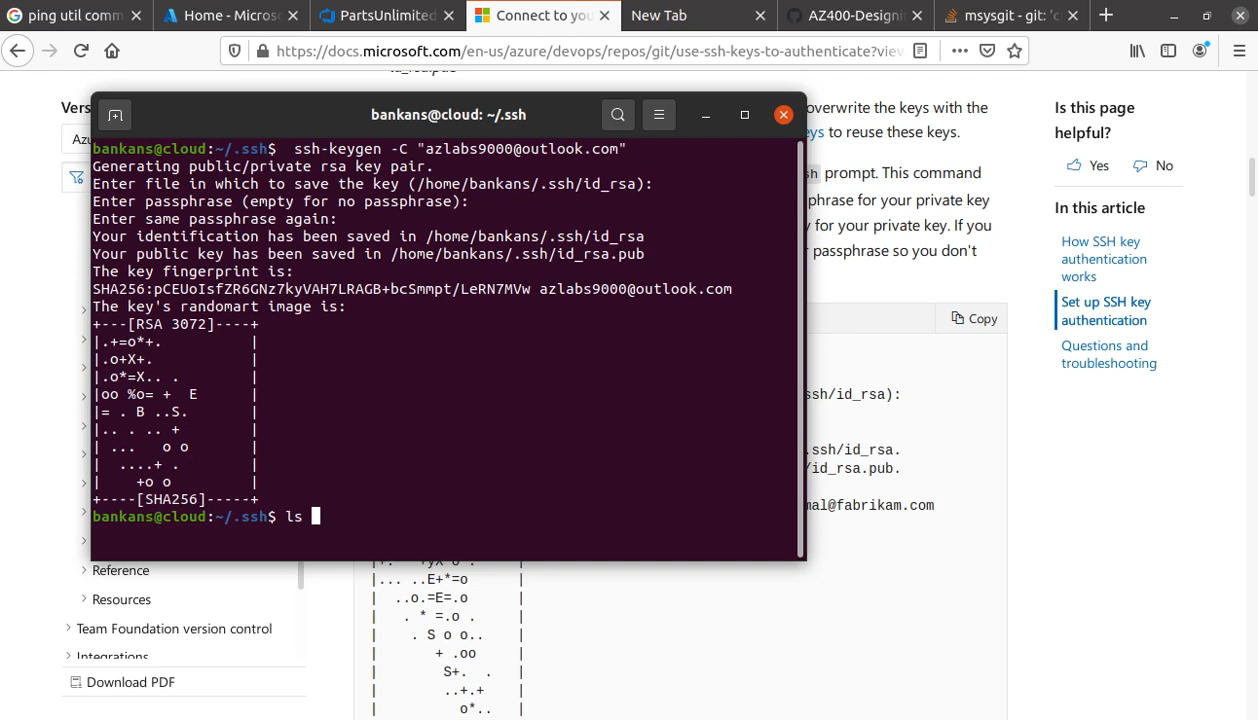 ping util comm
Home - Micros
PartsUnlimited
Connect to you
New Tab
AZ400-Designin
msysgit - git: 'c
https://docs.microsoft.com/en-us/azure/devops/repos/git/use-ssh-keys-to-authenticate?view
Vers
bankans@cloud: ~/.ssh
overwrite the keys with the
eys to reuse these keys.
sh prompt. This command
phrase for your private key
y for your private key. If you
r passphrase so you don't
Azu
bankans@cloud:~/.ssh$  ssh-keygen -C "azlabs9000@outlook.com"
Generating public/private rsa key pair.
Enter file in which to save the key (/home/bankans/.ssh/id_rsa):
Enter passphrase (empty for no passphrase):
Enter same passphrase again:
Your identification has been saved in /home/bankans/.ssh/id_rsa
Your public key has been saved in /home/bankans/.ssh/id_rsa.pub
The key fingerprint is:
SHA256:pCEUoIsfZR6GNz7kyVAH7LRAGB+bcSmmpt/LeRN7MVw azlabs9000@outlook.com
The key's randomart image is:
+---[RSA 3072]----+
|.+=o*+.          |
|.o+X+.           |
|.o*=X.. .        |
|oo %o= +  E      |
|= . B ..S.       |
|.. . .. +        |
| ...   o o       |
|  ....+ .        |
|    +o o         |
+----[SHA256]-----+
bankans@cloud:~/.ssh$ ls
Copy
ssh/id_rsa):
.ssh/id_rsa.
/id_rsa.pub.
mal@fabrikam.com
|... ..E+*=o      |
|  ..o.=E=.o      |
|   . * =.o .     |
|    . S o o..    |
|      + .oo      |
|       S+.  .    |
|       ..+.+     |
|         o*..
Reference
Resources
Team Foundation version control
Integrations
Download PDF
Is this page
helpful?
Yes
No
In this article
How SSH key
authentication
works
Set up SSH key
authentication
Questions and
troubleshooting